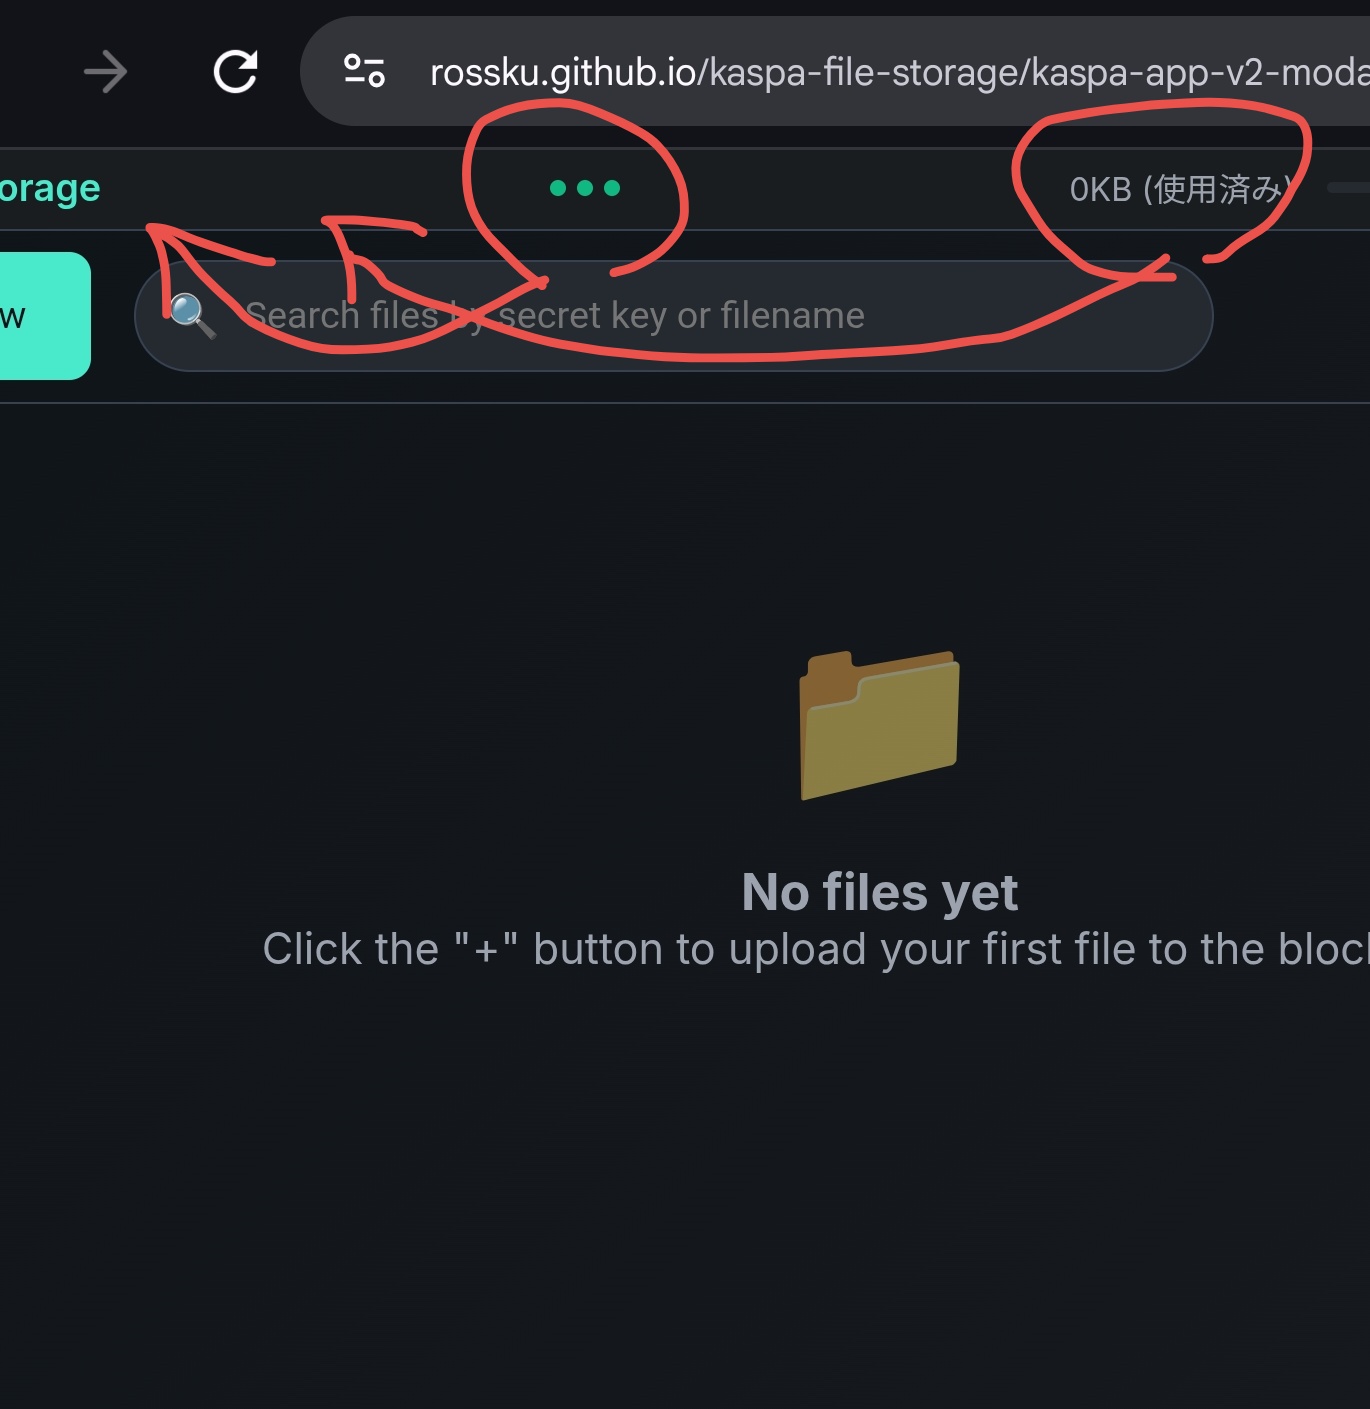 rossku.github.io/kaspa-file-storage/kaspa-app-v2-moda
orage
0KB (使用済み)
w
Search files by secret key or filename
No files yet
Click the "+" button to upload your first file to the bloc